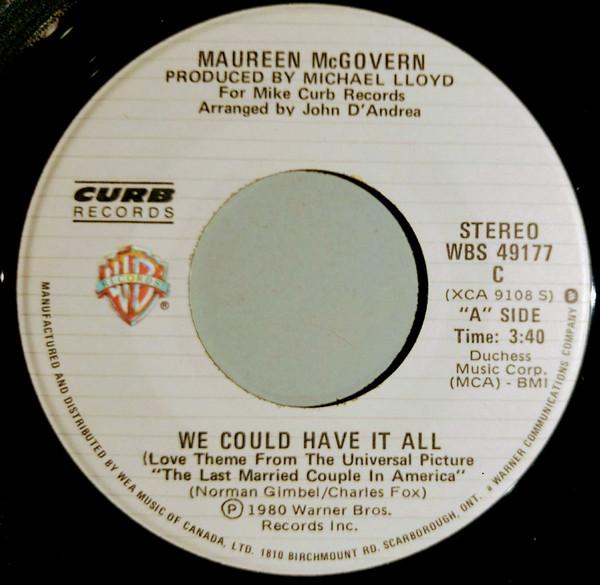 MAUREEN McGOVERN
PRODUCED BY MICHAEL LLOYD
For Mike Curb Records
Arranged by John D'Andrea
CURB
RECORDS
WB
RECORDS
®
STEREO
WBS 49177
C
(XCA 9108 S)
"A" SIDE
Time: 3:40
Duchess
Music Corp.
(MCA) - BMI
WE COULD HAVE IT ALL
(Love Theme From The Universal Picture
"The Last Married Couple In America"
(Norman Gimbel/Charles Fox)
Ⓟ 1980 Warner Bros.
Records Inc.
MANUFACTURED AND DISTRIBUTED BY WEA MUSIC OF CANADA, LTD. 1810 BIRCHMOUNT RD. SCARBOROUGH, ONT. • WARNER COMMUNICATIONS COMPANY